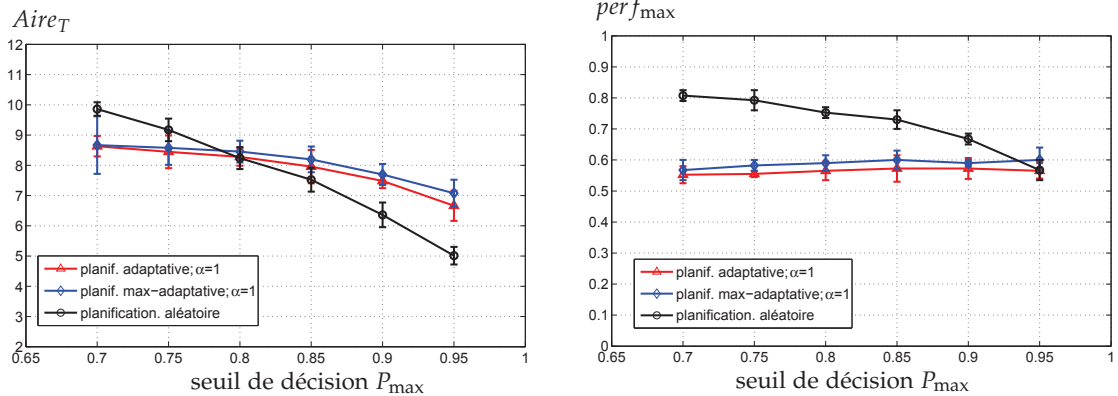 Aire_T
12
11
10
9
8
7
6
5
4
3
2
0.65 0.7 0.75 0.8 0.85 0.9 0.95 1
planif. adaptative; α=1
planif. max−adaptative; α=1
planification. aléatoire
seuil de décision P_max
perf_max
1
0.9
0.8
0.7
0.6
0.5
0.4
0.3
0.2
0.1
0
0.65 0.7 0.75 0.8 0.85 0.9 0.95 1
planif. adaptative; α=1
planif. max−adaptative; α=1
planification. aléatoire
seuil de décision P_max